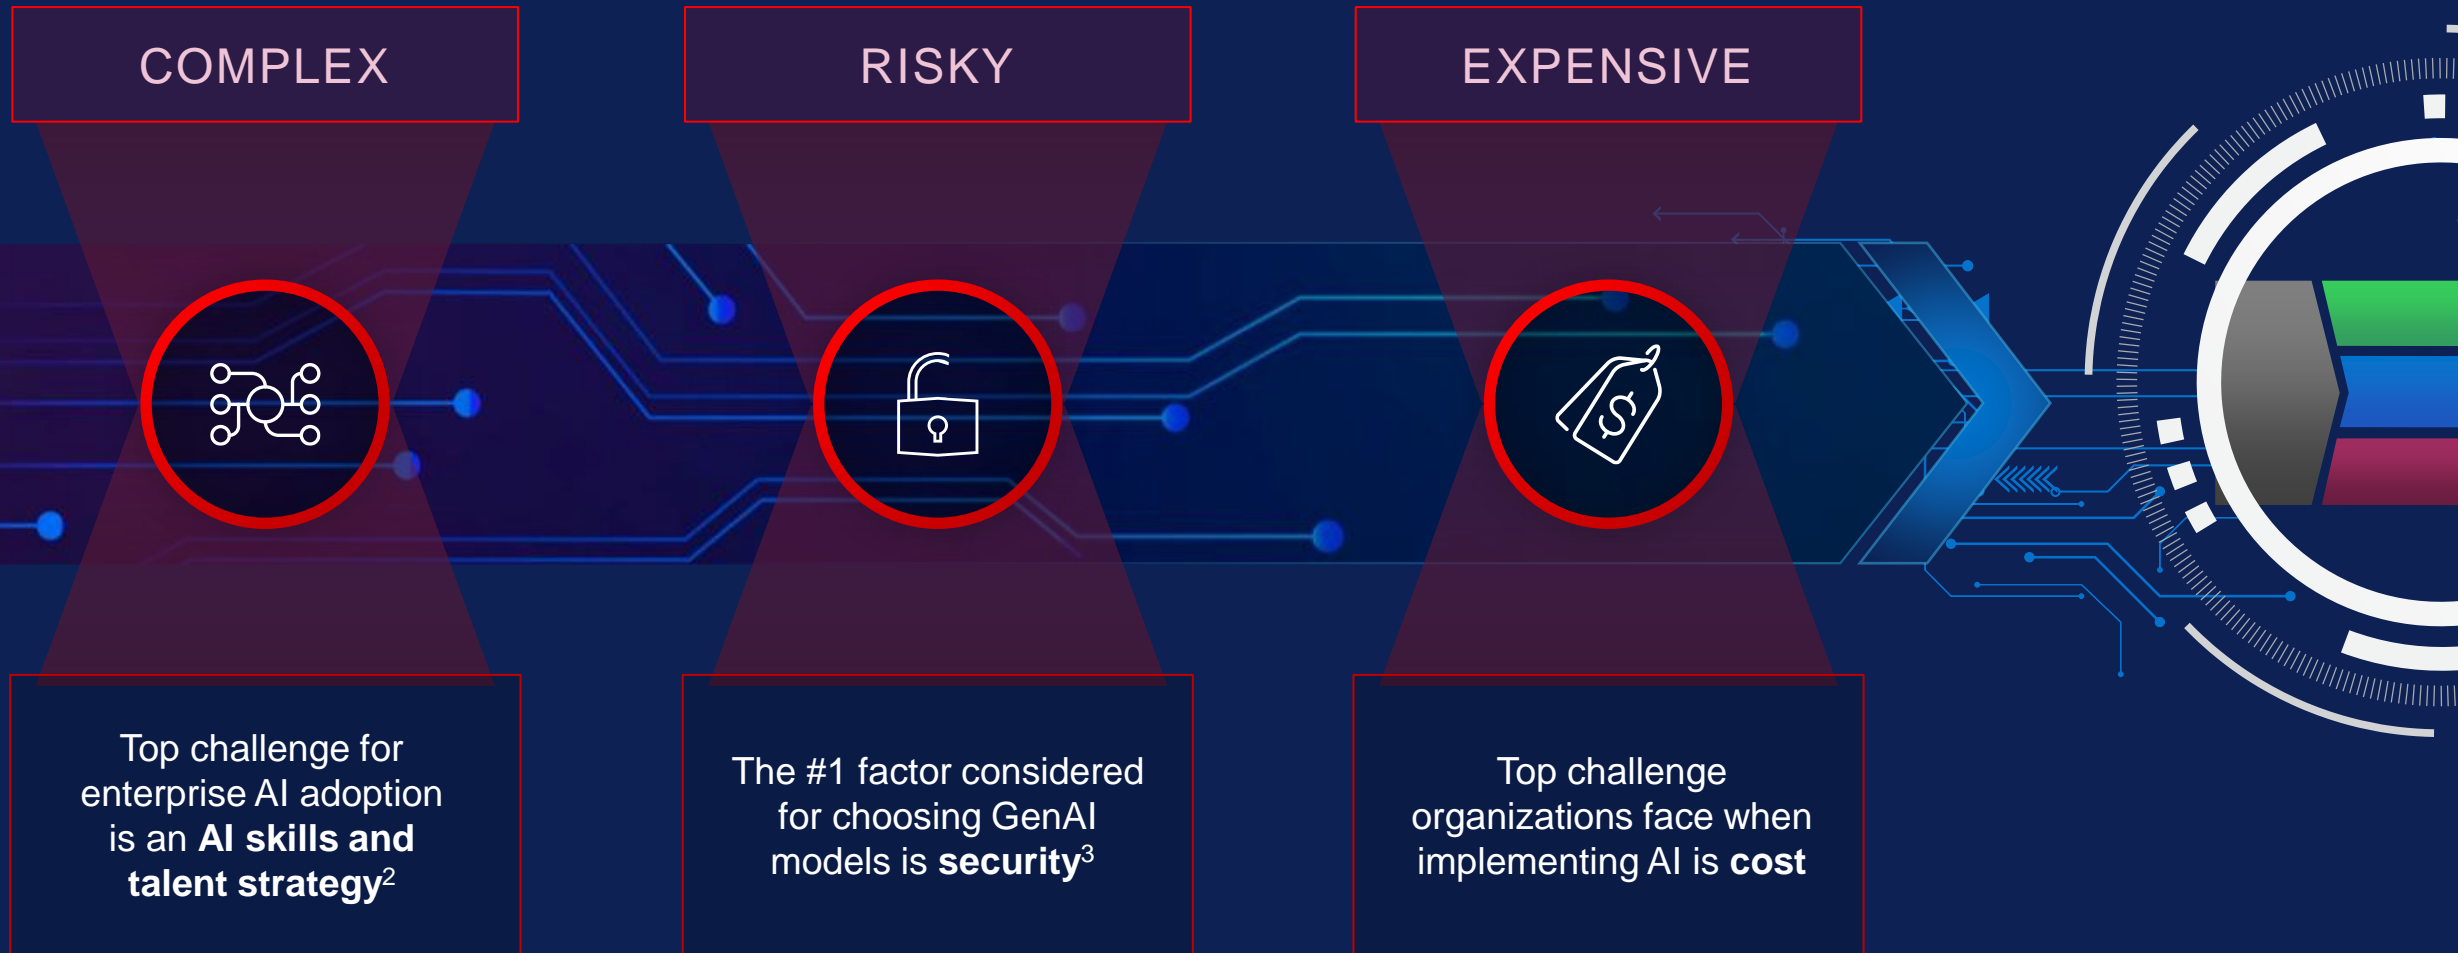 COMPLEX
RISKY
EXPENSIVE
$
Top challenge for
enterprise AI adoption
is an AI skills and
talent strategy²
The #1 factor considered
for choosing GenAI
models is security³
Top challenge
organizations face when
implementing AI is cost